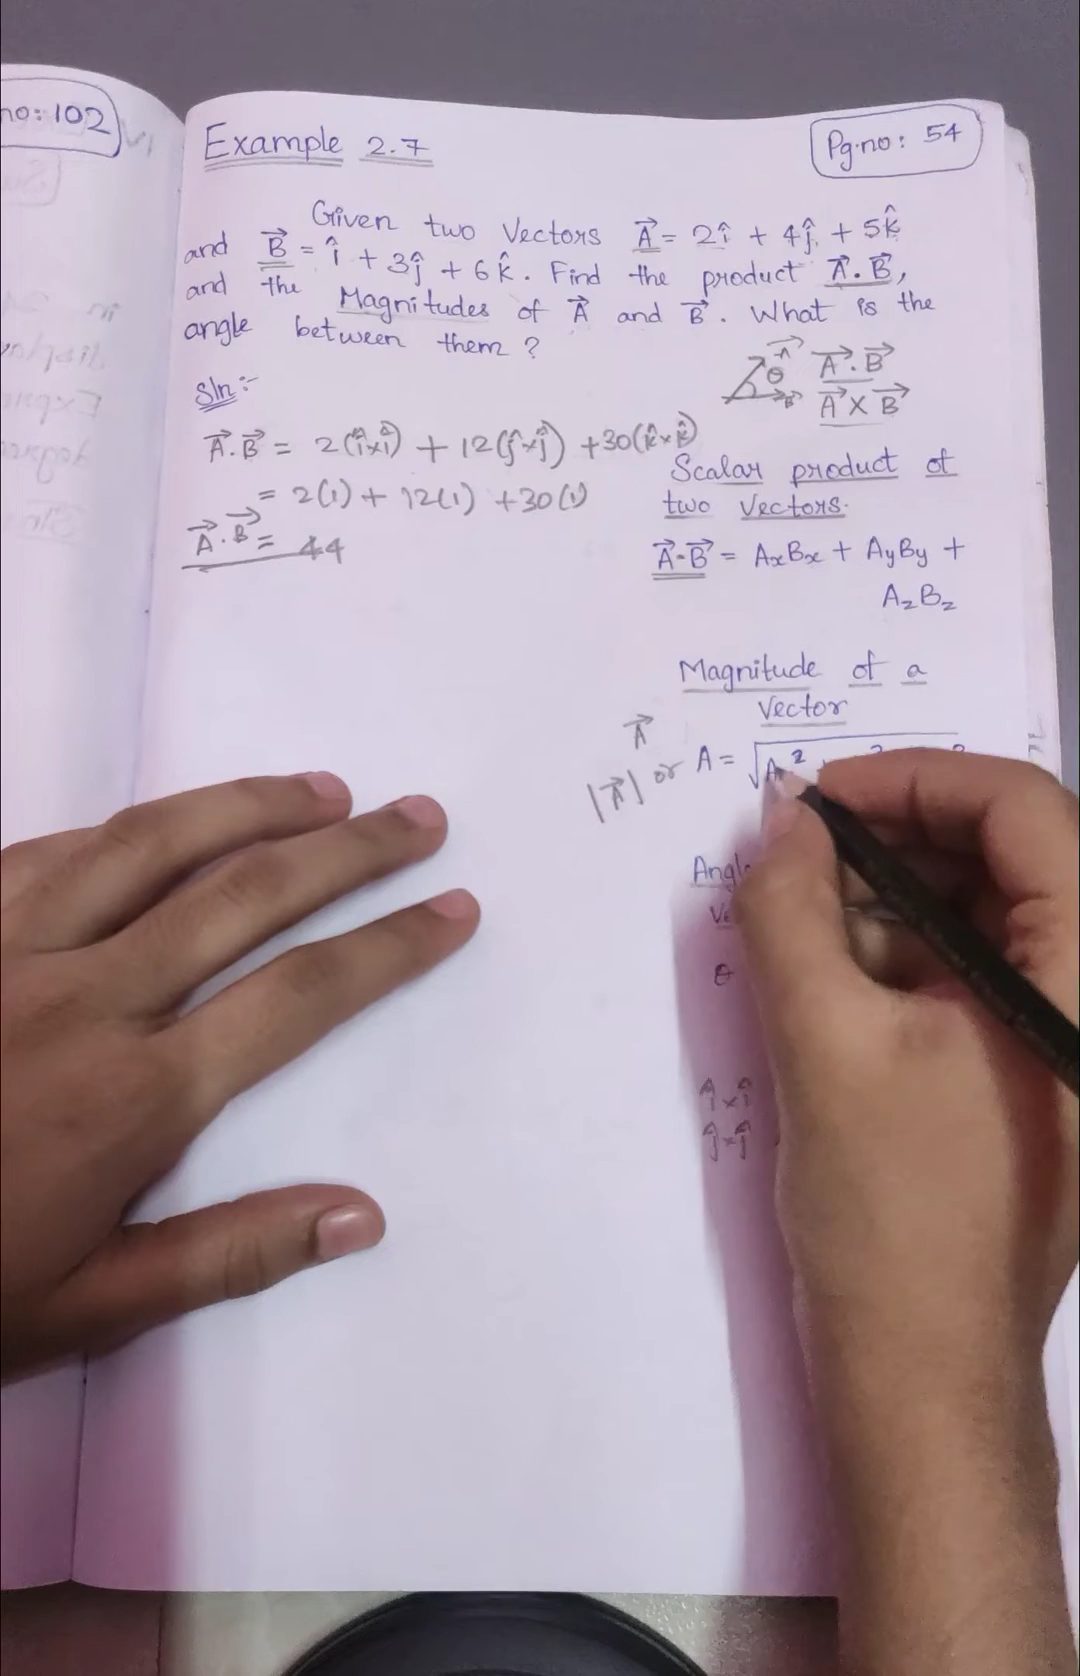 no: 102
Example 2.7
Pg.no: 54
Given two Vectors A⃗ = 2î + 4ĵ + 5k̂
and B⃗ = î + 3ĵ + 6k̂. Find the product A⃗.B⃗,
and the Magnitudes of A⃗ and B⃗. What is the
angle between them?
Sln:-
A⃗ θ B⃗
A⃗.B⃗
A⃗ X B⃗
A⃗.B⃗ = 2(î×î) + 12(ĵ×ĵ) +30(k̂×k̂)
= 2(1) + 12(1) +30(1)
A⃗.B⃗ = 44
Scalar product of
two Vectors.
A⃗.B⃗ = AxBx + AyBy +
AzBz
Magnitude of a
Vector
A⃗
|A⃗| or A = √
Ve
θ
î×î
ĵ×ĵ